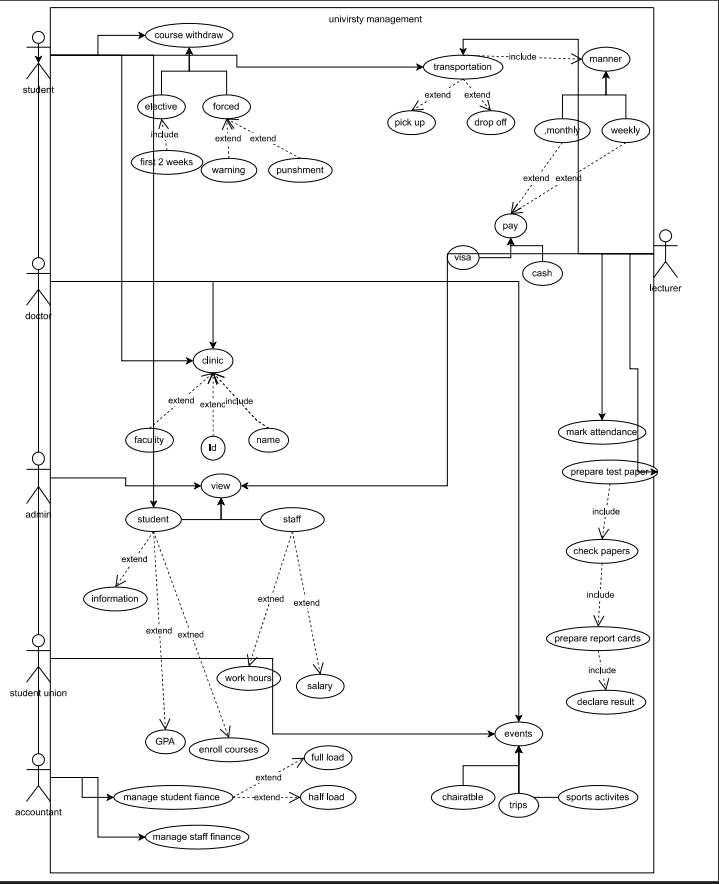 univirsty management
course withdraw
student
transportation
include
manner
elective
forced
extend
extend
pick up
drop off
.monthly
weekly
include
extend
extend
first 2 weeks
warning
punshment
extend
extend
pay
visa
cash
lecturer
doctor
clinic
extend
extend
include
faculity
Id
name
mark attendance
prepare test paper
view
admin
student
staff
include
check papers
extend
information
include
extend
extned
extned
extend
prepare report cards
include
work hours
salary
declare result
student union
GPA
enroll courses
events
full load
extend
manage student fiance
extend
half load
chairatble
trips
sports activites
accountant
manage staff finance